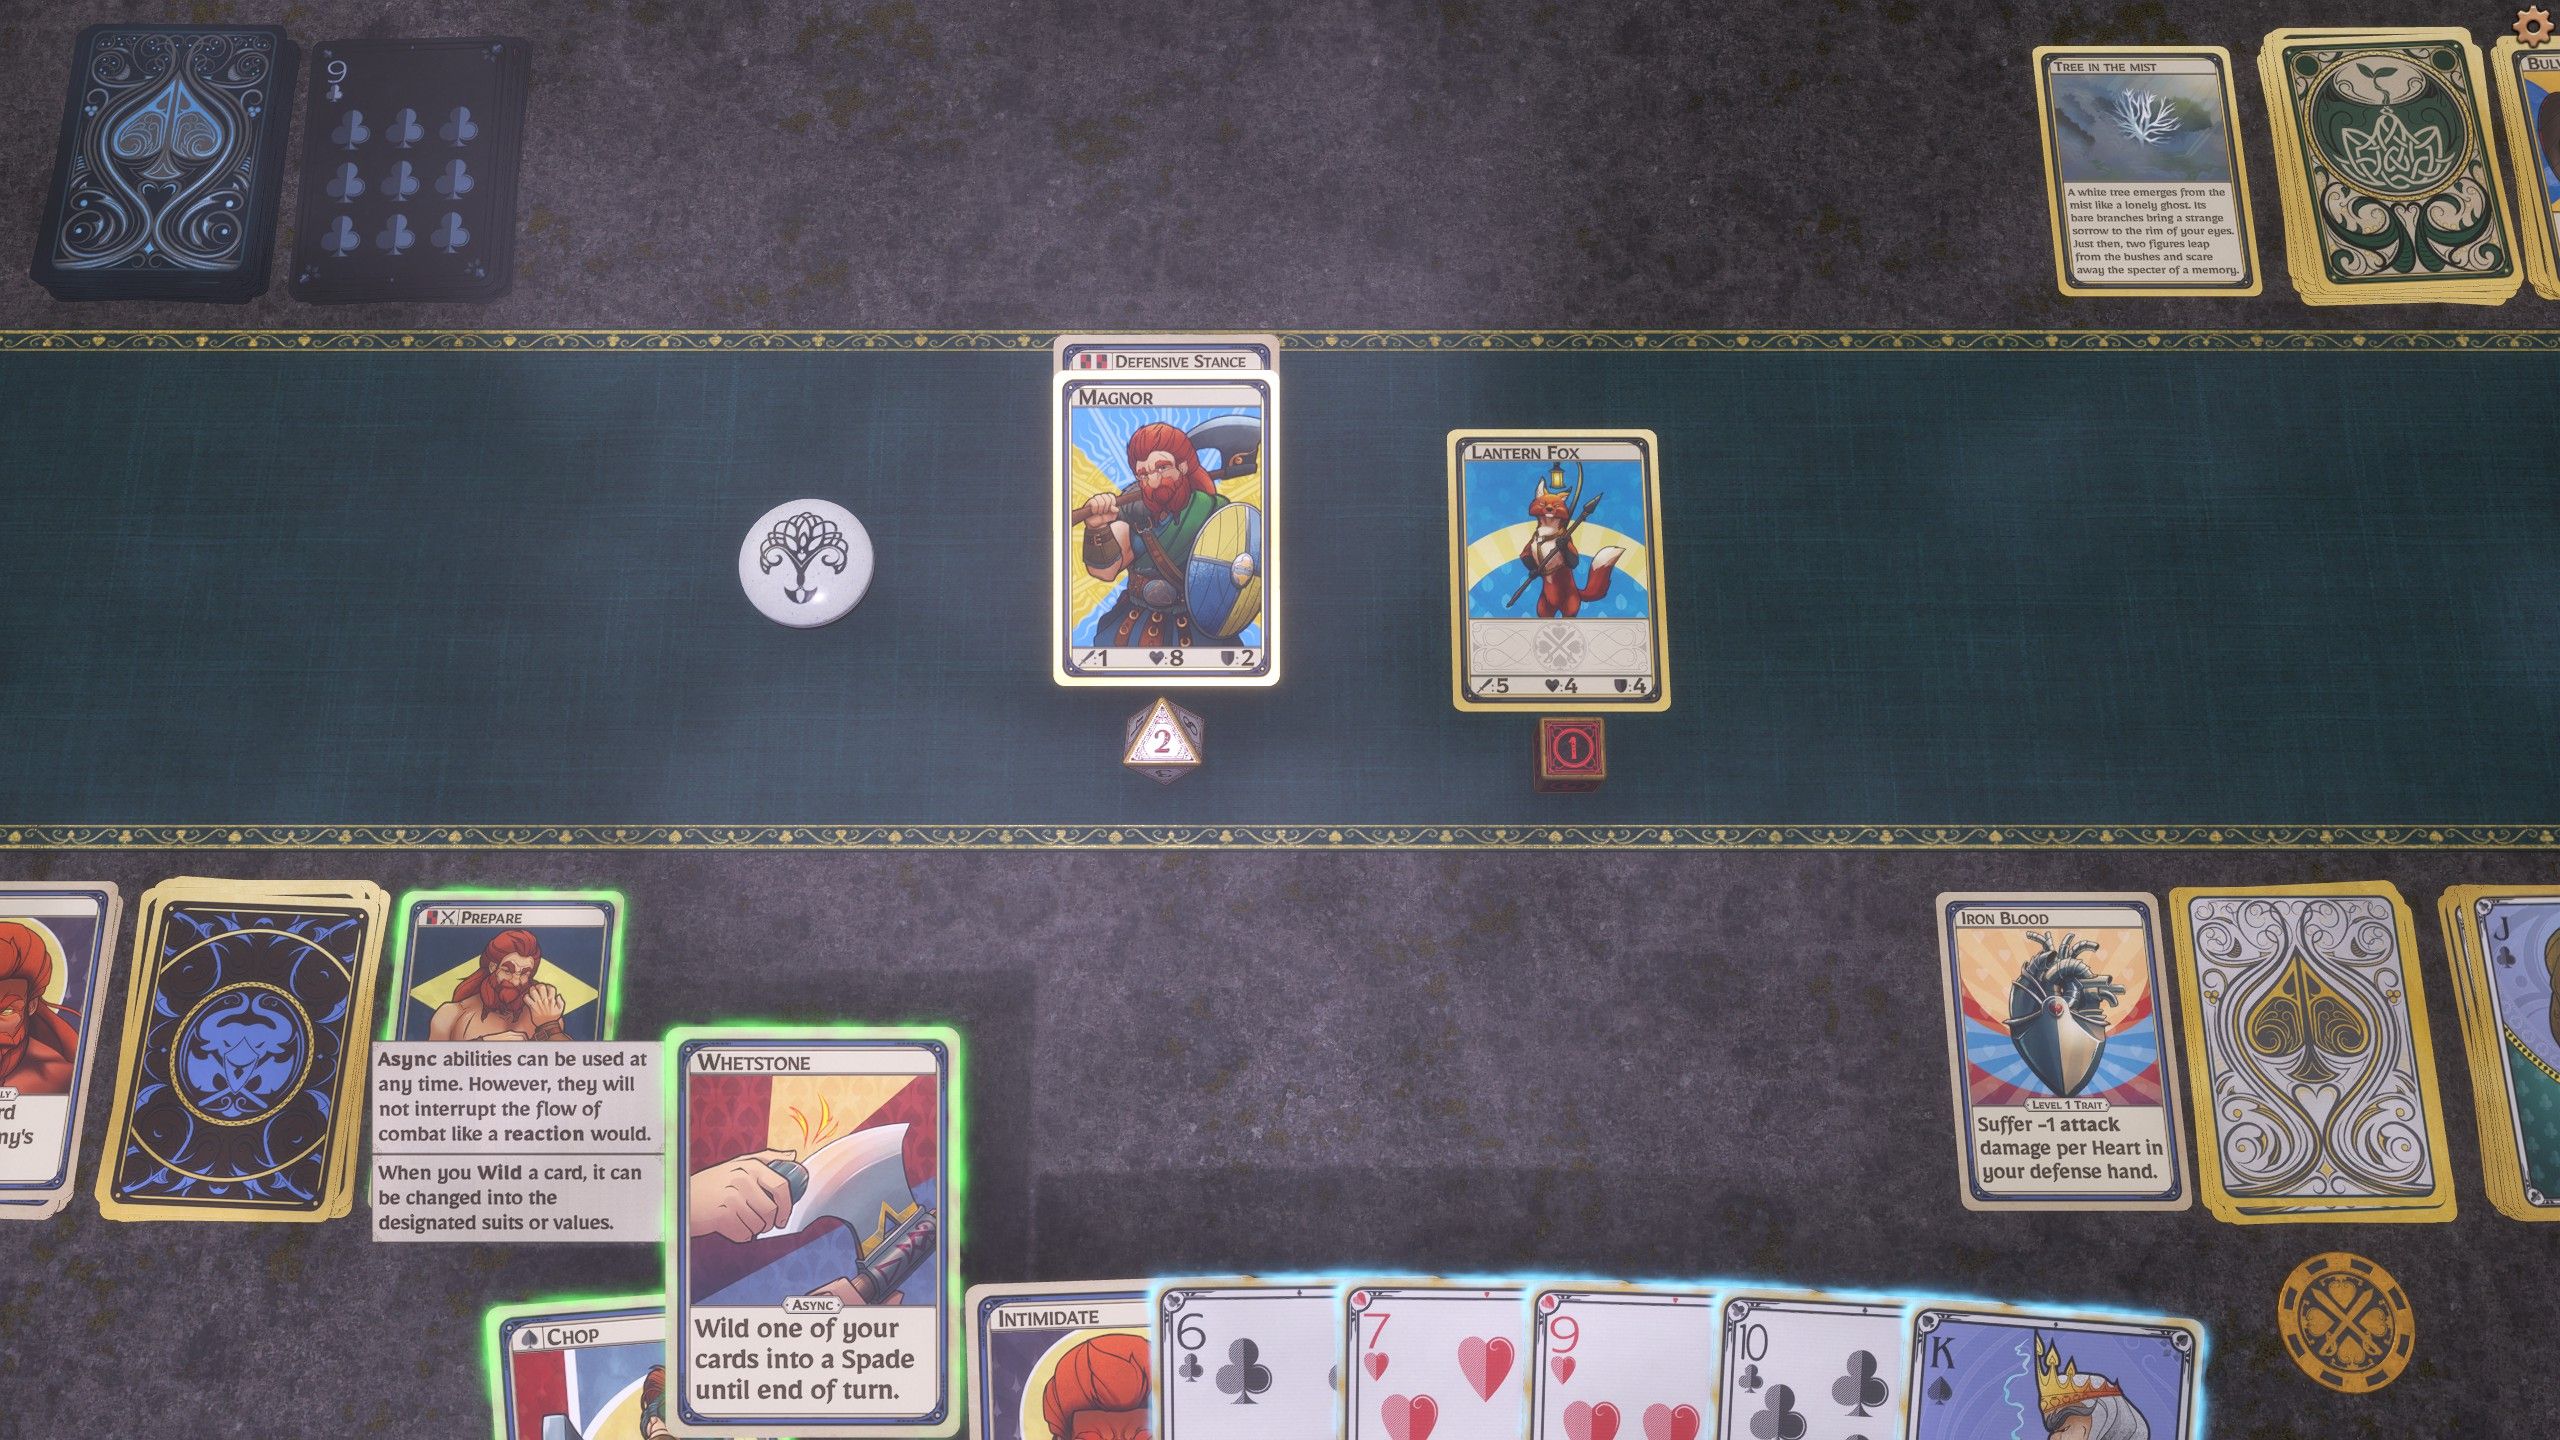 9
TREE IN THE MIST
A white tree emerges from the
mist like a lonely ghost. Its
bare branches bring a strange
sorrow to the rim of your eyes.
Just then, two figures leap
from the bushes and scare
away the specter of a memory.
DEFENSIVE STANCE
MAGNOR
:1 :8 :2
2
3
LANTERN FOX
:5 :4 :4
1
PREPARE
Async abilities can be used at
any time. However, they will
not interrupt the flow of
combat like a reaction would.
When you Wild a card, it can
be changed into the
designated suits or values.
WHETSTONE
ASYNC
Wild one of your
cards into a Spade
until end of turn.
IRON BLOOD
LEVEL 1 TRAIT
Suffer -1 attack
damage per Heart in
your defense hand.
J
CHOP
INTIMIDATE
6
7
9
10
K